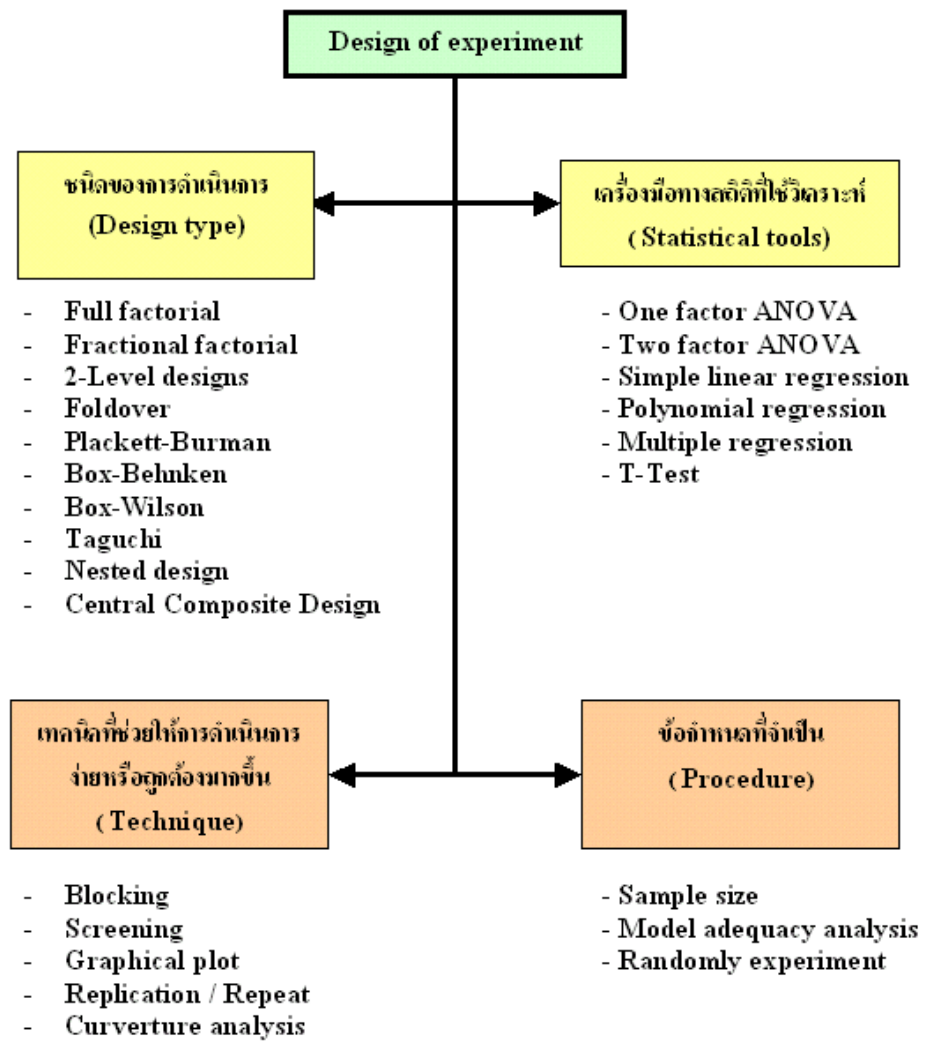 Design of experiment
ชนิดของการดำเนินการ
(Design type)
- Full factorial
- Fractional factorial
- 2-Level designs
- Foldover
- Plackett-Burman
- Box-Behnken
- Box-Wilson
- Taguchi
- Nested design
- Central Composite Design
เครื่องมือทางสถิติที่ใช้วิเคราะห์
( Statistical tools)
- One factor ANOVA
- Two factor ANOVA
- Simple linear regression
- Polynomial regression
- Multiple regression
- T-Test
เทคนิคที่ช่วยให้การดำเนินการ
ง่ายหรือถูกต้องมากขึ้น
( Technique)
- Blocking
- Screening
- Graphical plot
- Replication / Repeat
- Curverture analysis
ข้อกำหนดที่จำเป็น
( Procedure)
- Sample size
- Model adequacy analysis
- Randomly experiment